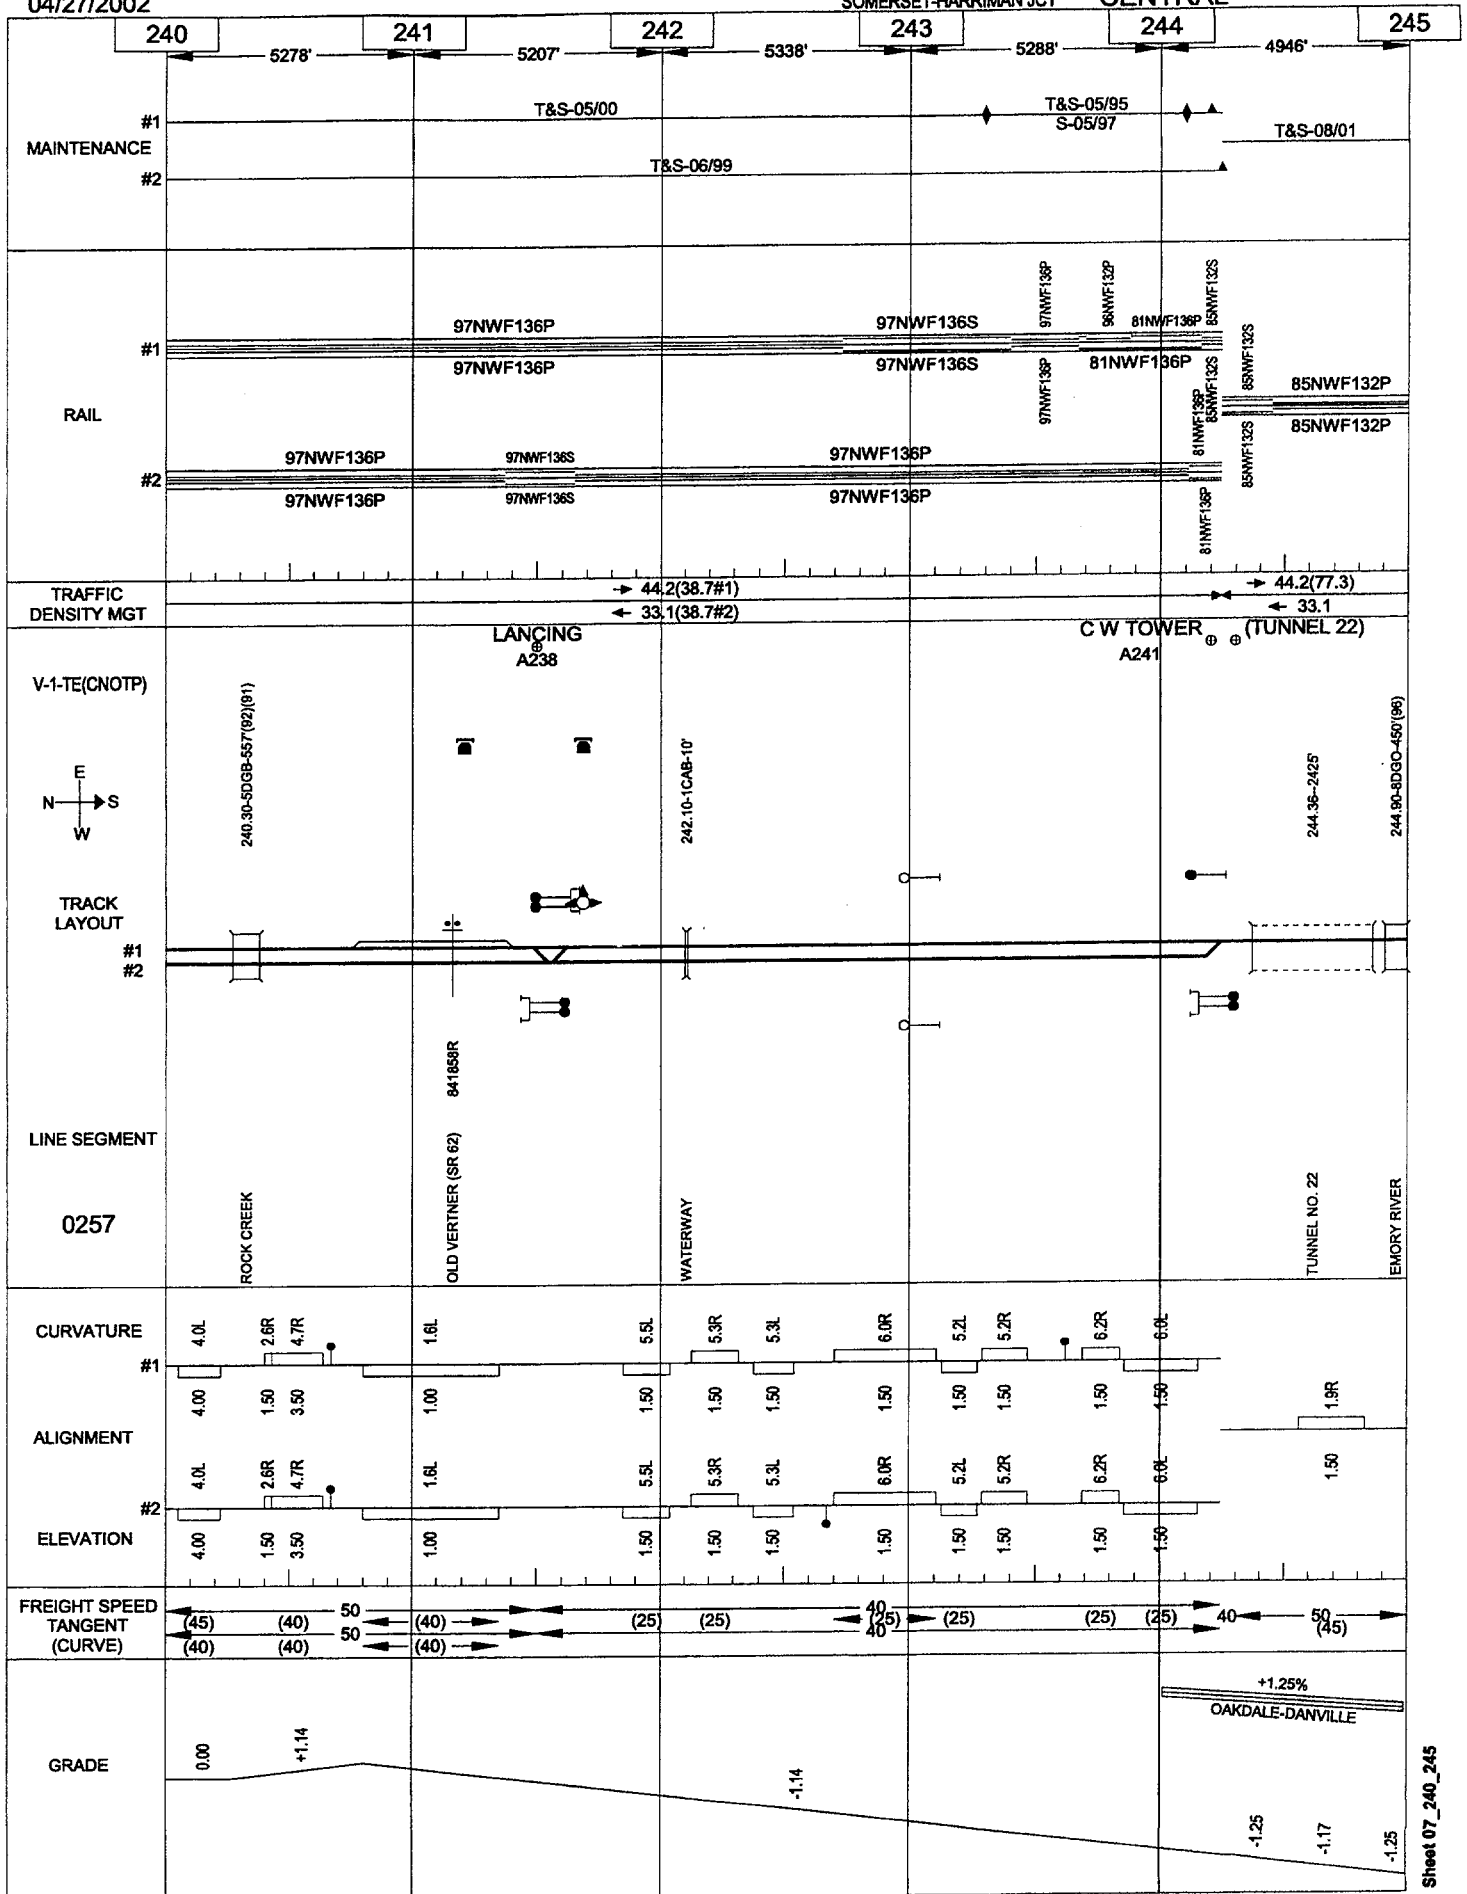 04/27/2002
SOMERSET-HARRIMAN JCT CENTRAL
240 241 242 243 244 245
5278' 5207' 5338' 5288' 4946'
MAINTENANCE
#1
T&S-05/00
T&S-05/95
S-05/97
T&S-08/01
#2
T&S-06/99
RAIL
#1
97NWF136P 97NWF136S 97NWF136P 96NWF132P 81NWF136P 85NWF132S
97NWF136P 97NWF136S 97NWF136P 81NWF136P 85NWF132S
85NWF132S 85NWF132P
85NWF132S 85NWF132P
#2
97NWF136P 97NWF136S 97NWF136P 81NWF136P
97NWF136P 97NWF136S 97NWF136P 81NWF136P
TRAFFIC
DENSITY MGT
44.2(38.7#1) 44.2(77.3)
33.1(38.7#2) 33.1
LANCING
A238
C W TOWER (TUNNEL 22)
A241
V-1-TE(CNOTP)
E
N S
W
240.30-5DGB-557'(92)(91)
242.10-1CAB-10'
244.36--2425'
244.90-8DGO-450'(96)
TRACK
LAYOUT
#1
#2
LINE SEGMENT
0257
841858R
ROCK CREEK
OLD VERTNER (SR 62)
WATERWAY
TUNNEL NO. 22
EMORY RIVER
CURVATURE
#1
4.0L 2.6R 4.7R 1.6L 5.5L 5.3R 5.3L 6.0R 5.2L 5.2R 6.2R 6.0L
4.00 1.50 3.50 1.00 1.50 1.50 1.50 1.50 1.50 1.50 1.50 1.50
1.9R
1.50
ALIGNMENT
#2
4.0L 2.6R 4.7R 1.6L 5.5L 5.3R 5.3L 6.0R 5.2L 5.2R 6.2R 6.0L
4.00 1.50 3.50 1.00 1.50 1.50 1.50 1.50 1.50 1.50 1.50 1.50
ELEVATION
FREIGHT SPEED
TANGENT
(CURVE)
50 40 40 50
(45) (40) (40) (25) (25) (25) (25) (25) (25) (45)
50 40
(40) (40) (40)
GRADE
0.00
+1.14
-1.14
+1.25%
OAKDALE-DANVILLE
-1.25
-1.17
-1.25
Sheet 07_240_245